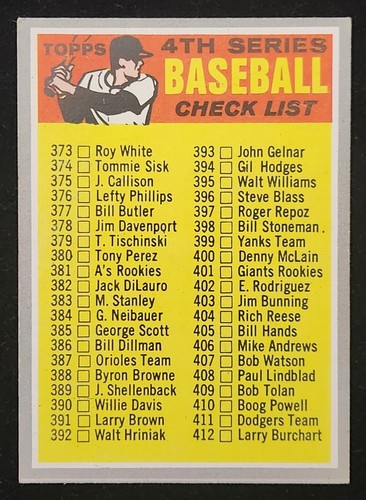 TOPPS
4TH SERIES
BASEBALL
CHECK LIST
373 Roy White
374 Tommie Sisk
375 J. Callison
376 Lefty Phillips
377 Bill Butler
378 Jim Davenport
379 T. Tischinski
380 Tony Perez
381 A's Rookies
382 Jack DiLauro
383 M. Stanley
384 G. Neibauer
385 George Scott
386 Bill Dillman
387 Orioles Team
388 Byron Browne
389 J. Shellenback
390 Willie Davis
391 Larry Brown
392 Walt Hriniak
393 John Gelnar
394 Gil Hodges
395 Walt Williams
396 Steve Blass
397 Roger Repoz
398 Bill Stoneman.
399 Yanks Team
400 Denny McLain
401 Giants Rookies
402 E. Rodriguez
403 Jim Bunning
404 Rich Reese
405 Bill Hands
406 Mike Andrews
407 Bob Watson
408 Paul Lindblad
409 Bob Tolan
410 Boog Powell
411 Dodgers Team
412 Larry Burchart